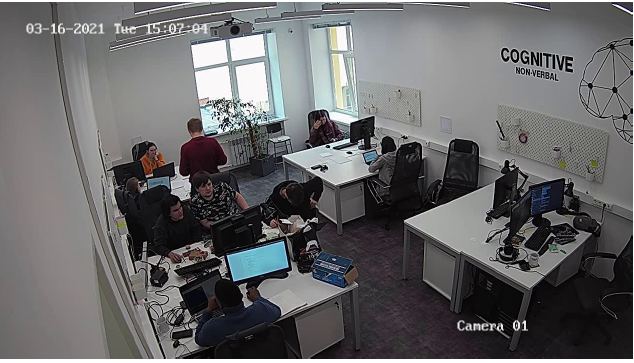 03-16-2021 Tue 15:07:04
COGNITIVE
NON-VERBAL
Camera 01